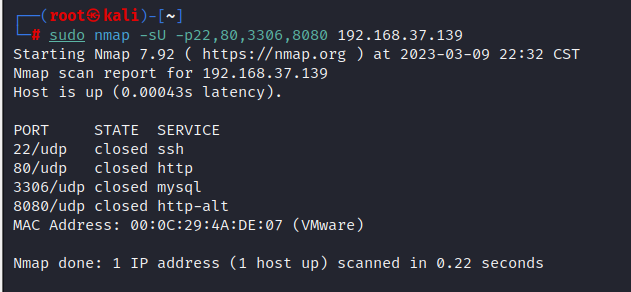 ┌──(root㉿kali)-[~]
└─# sudo nmap -sU -p22,80,3306,8080 192.168.37.139
Starting Nmap 7.92 ( https://nmap.org ) at 2023-03-09 22:32 CST
Nmap scan report for 192.168.37.139
Host is up (0.00043s latency).

PORT     STATE  SERVICE
22/udp   closed ssh
80/udp   closed http
3306/udp closed mysql
8080/udp closed http-alt
MAC Address: 00:0C:29:4A:DE:07 (VMware)

Nmap done: 1 IP address (1 host up) scanned in 0.22 seconds